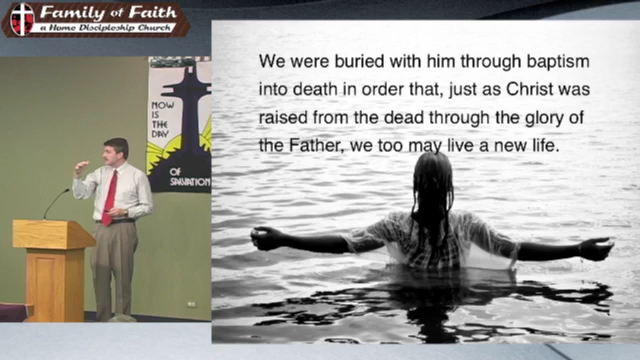 Family of Faith
a Home Discipleship Church
NOW
IS
THE
DAY
OF
SALVATION
We were buried with him through baptism
into death in order that, just as Christ was
raised from the dead through the glory of
the Father, we too may live a new life.